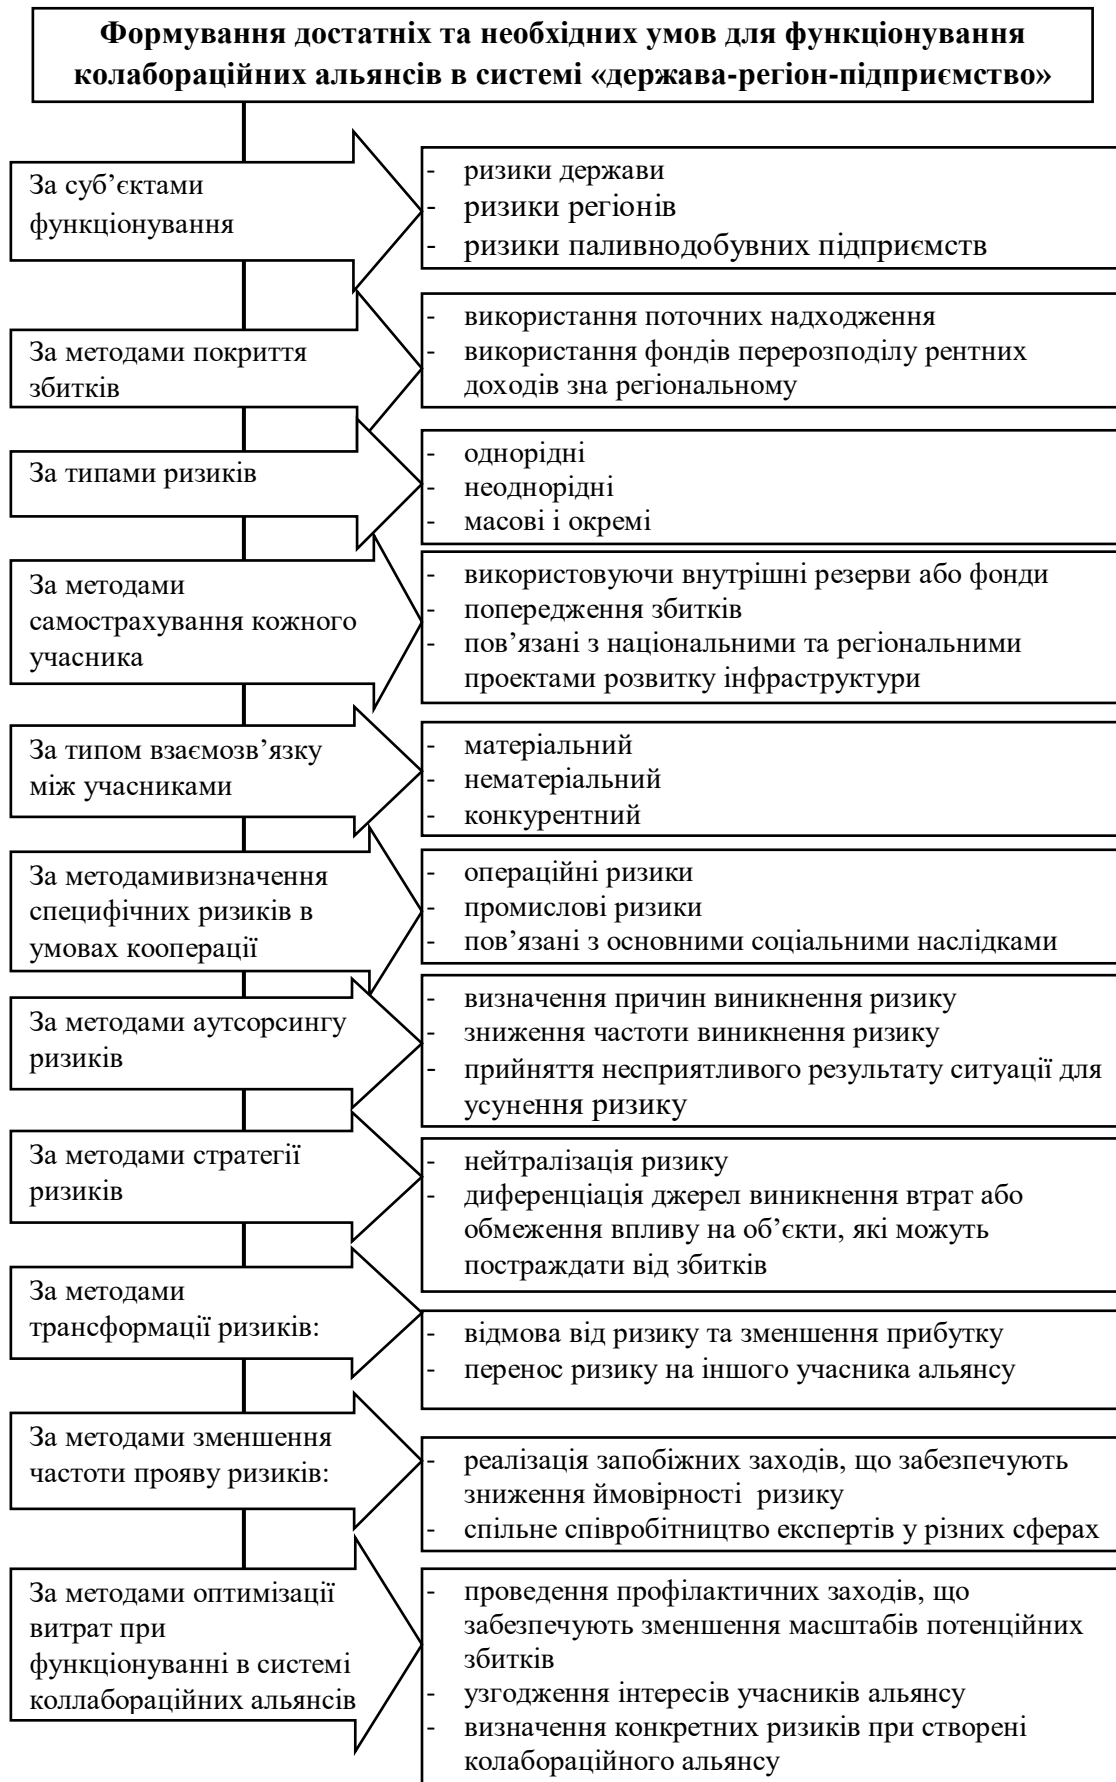 Формування достатніх та необхідних умов для функціонування
колабораційних альянсів в системі «держава-регіон-підприємство»
За суб’єктами
функціонування
- ризики держави
- ризики регіонів
- ризики паливнодобувних підприємств
За методами покриття
збитків
- використання поточних надходження
- використання фондів перерозподілу рентних
доходів зна регіональному
За типами ризиків
- однорідні
- неоднорідні
- масові і окремі
За методами
самострахування кожного
учасника
- використовуючи внутрішні резерви або фонди
- попередження збитків
- пов’язані з національними та регіональними
проектами розвитку інфраструктури
За типом взаємозв’язку
між учасниками
- матеріальний
- нематеріальний
- конкурентний
За методамивизначення
специфічних ризиків в
умовах кооперації
- операційні ризики
- промислові ризики
- пов’язані з основними соціальними наслідками
За методами аутсорсингу
ризиків
- визначення причин виникнення ризику
- зниження частоти виникнення ризику
- прийняття несприятливого результату ситуації для
усунення ризику
За методами стратегії
ризиків
- нейтралізація ризику
- диференціація джерел виникнення втрат або
обмеження впливу на об’єкти, які можуть
постраждати від збитків
За методами
трансформації ризиків:
- відмова від ризику та зменшення прибутку
- перенос ризику на іншого учасника альянсу
За методами зменшення
частоти прояву ризиків:
- реалізація запобіжних заходів, що забезпечують
зниження ймовірності ризику
- спільне співробітництво експертів у різних сферах
За методами оптимізації
витрат при
функціонуванні в системі
коллабораційних альянсів
- проведення профілактичних заходів, що
забезпечують зменшення масштабів потенційних
збитків
- узгодження інтересів учасників альянсу
- визначення конкретних ризиків при створені
колабораційного альянсу